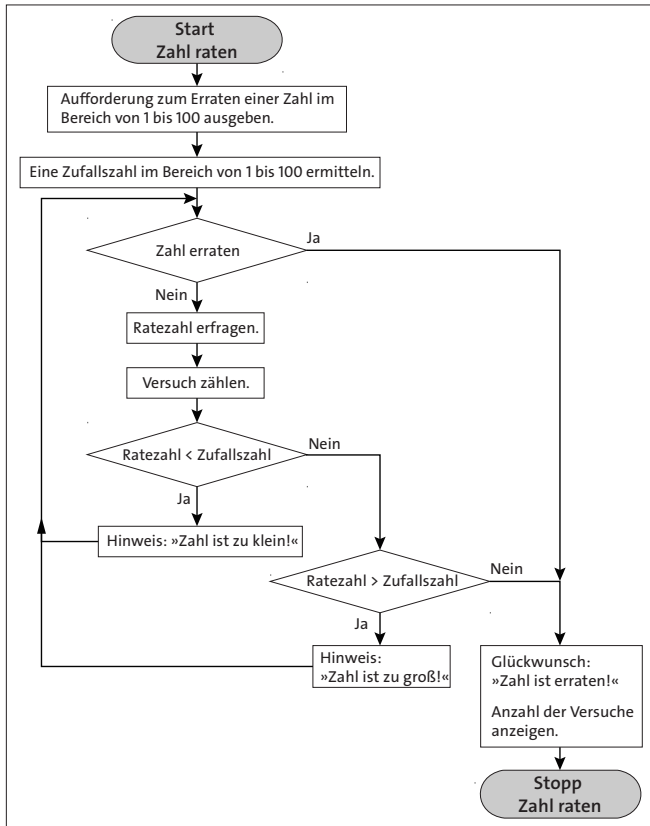 Start
Zahl raten
Aufforderung zum Erraten einer Zahl im
Bereich von 1 bis 100 ausgeben.
Eine Zufallszahl im Bereich von 1 bis 100 ermitteln.
Zahl erraten
Ja
Nein
Ratezahl erfragen.
Versuch zählen.
Ratezahl < Zufallszahl
Nein
Ja
Hinweis: »Zahl ist zu klein!«
Ratezahl > Zufallszahl
Nein
Ja
Hinweis:
»Zahl ist zu groß!«
Glückwunsch:
»Zahl ist erraten!«
Anzahl der Versuche
anzeigen.
Stopp
Zahl raten